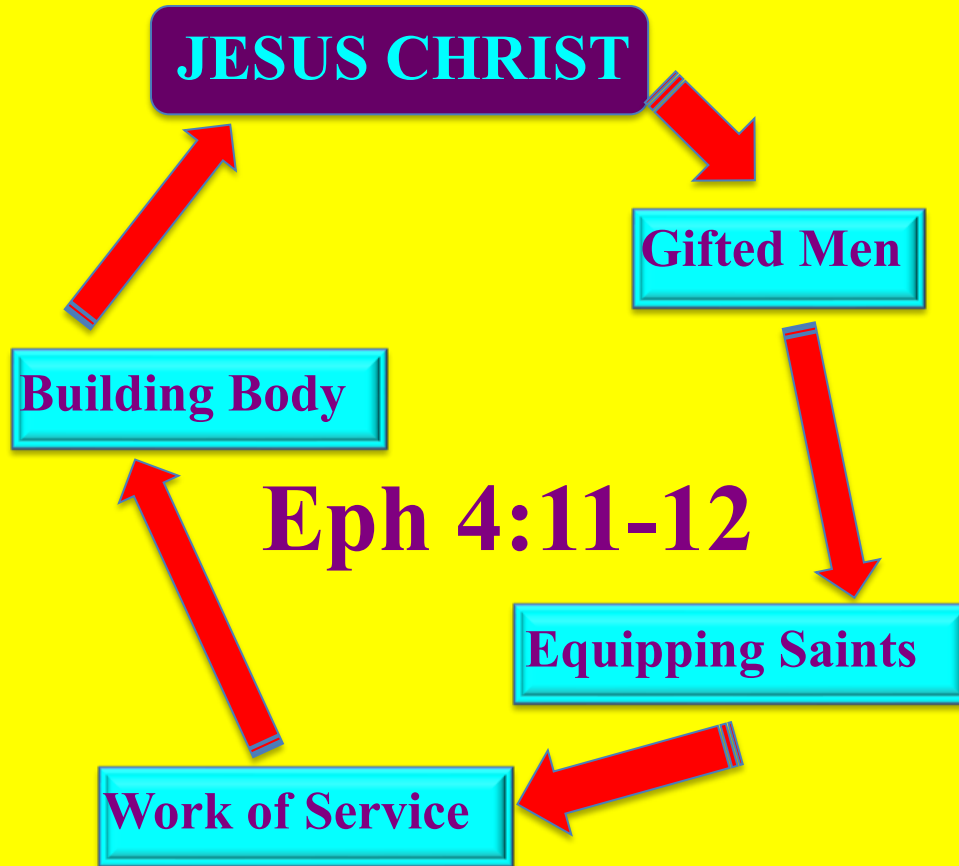 JESUS CHRIST
Gifted Men
Building Body
Eph 4:11-12
Equipping Saints
Work of Service